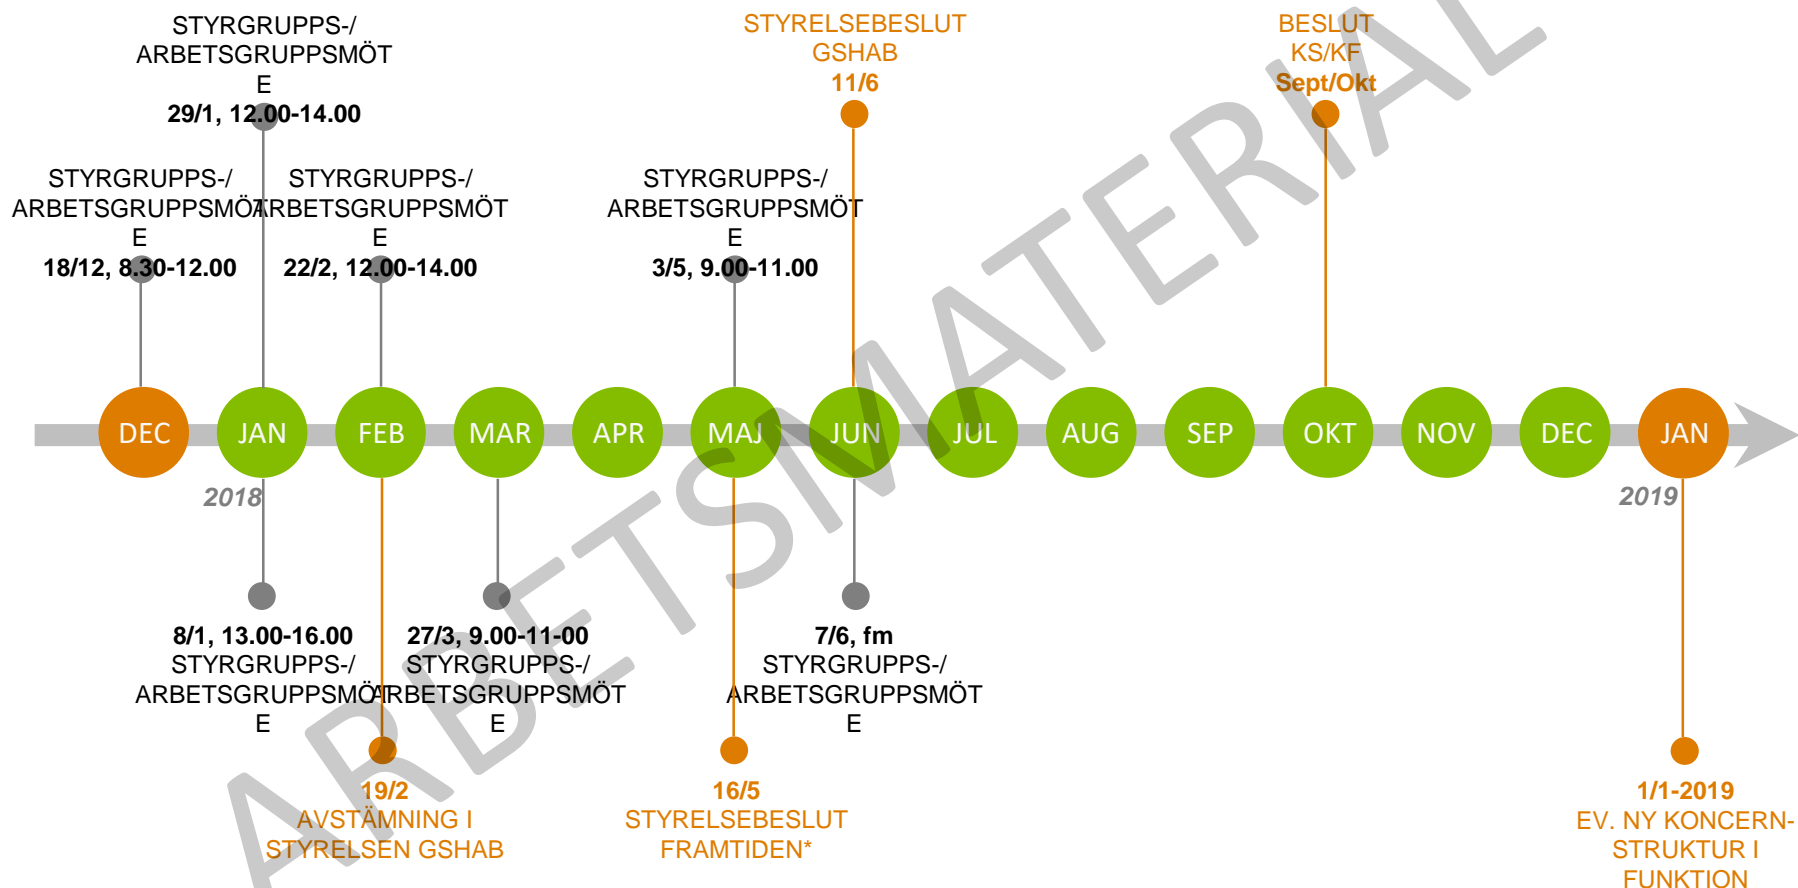 STYRGRUPPS-/
ARBETSGRUPPSMÖT
E
29/1, 12.00-14.00
STYRELSEBESLUT
GSHAB
11/6
BESLUT
KS/KF
Sept/Okt
STYRGRUPPS-/
ARBETSGRUPPSMÖT
E
18/12, 8.30-12.00
STYRGRUPPS-/
ARBETSGRUPPSMÖT
E
22/2, 12.00-14.00
STYRGRUPPS-/
ARBETSGRUPPSMÖT
E
3/5, 9.00-11.00
DEC
JAN
FEB
MAR
APR
MAJ
JUN
JUL
AUG
SEP
OKT
NOV
DEC
JAN
2018
2019
8/1, 13.00-16.00
STYRGRUPPS-/
ARBETSGRUPPSMÖT
E
27/3, 9.00-11-00
STYRGRUPPS-/
ARBETSGRUPPSMÖT
E
7/6, fm
STYRGRUPPS-/
ARBETSGRUPPSMÖT
E
19/2
AVSTÄMNING I
STYRELSEN GSHAB
16/5
STYRELSEBESLUT
FRAMTIDEN*
1/1-2019
EV. NY KONCERN-
STRUKTUR I
FUNKTION
ARBETSMATERIAL